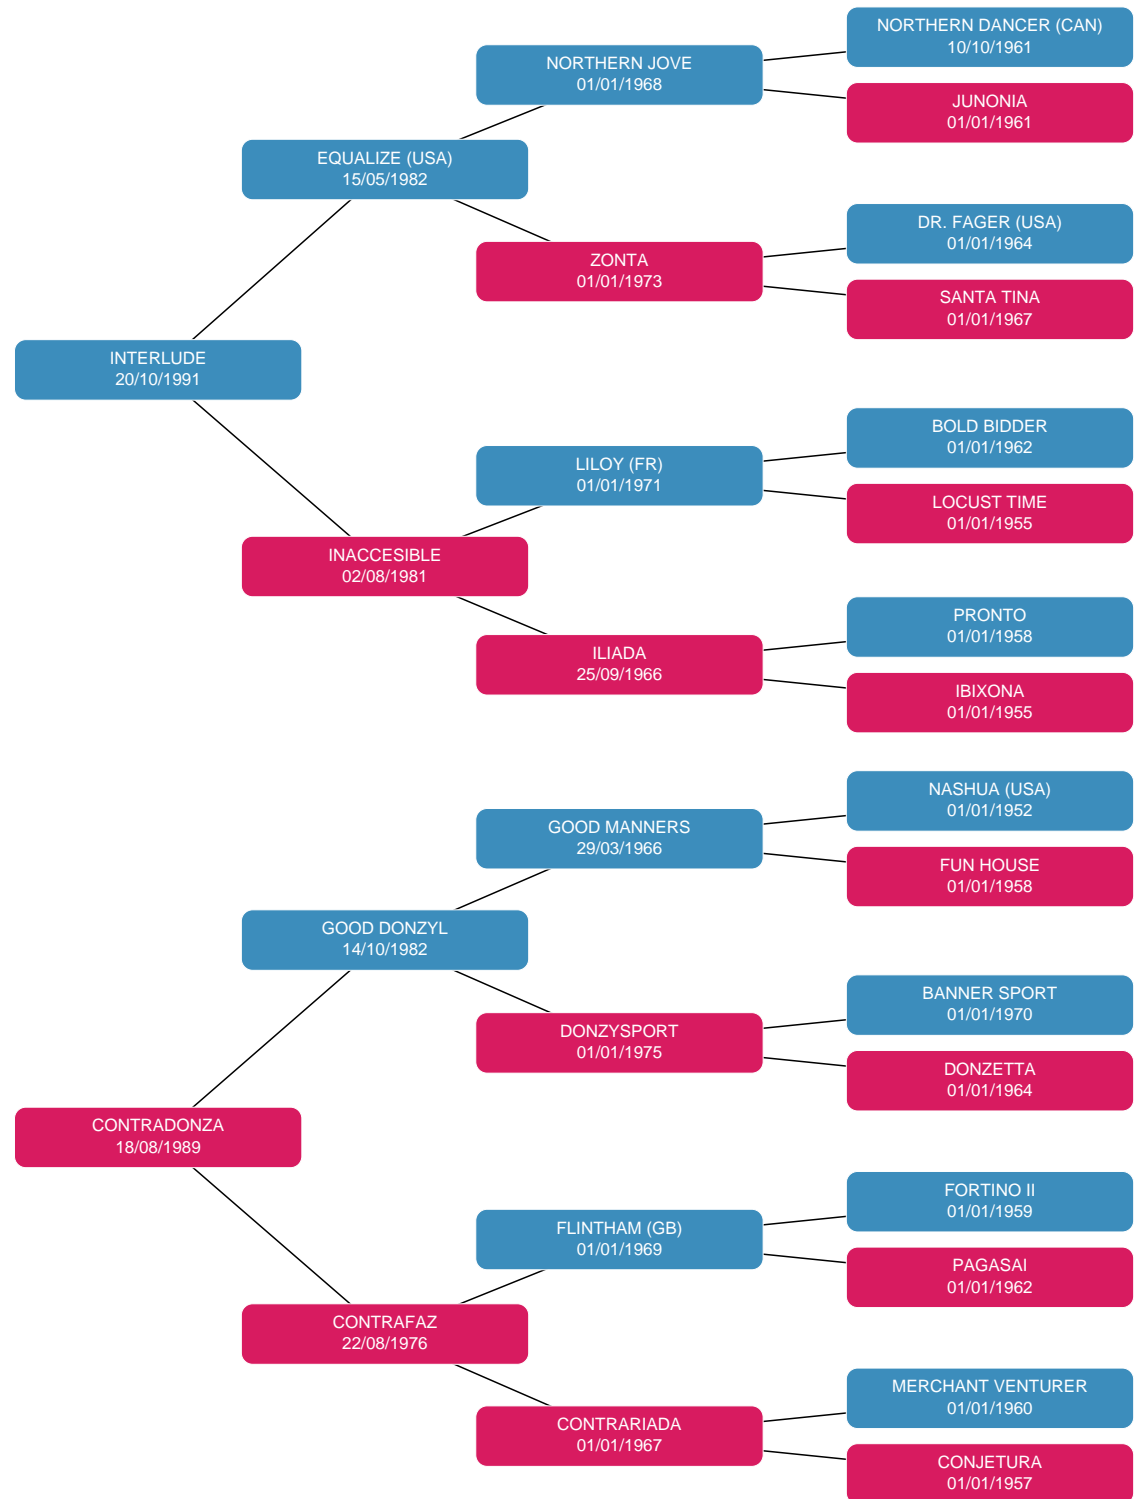 NORTHERN DANCER (CAN)
10/10/1961
NORTHERN JOVE
01/01/1968
JUNONIA
01/01/1961
EQUALIZE (USA)
15/05/1982
DR. FAGER (USA)
01/01/1964
ZONTA
01/01/1973
SANTA TINA
01/01/1967
INTERLUDE
20/10/1991
BOLD BIDDER
01/01/1962
LILOY (FR)
01/01/1971
LOCUST TIME
01/01/1955
INACCESIBLE
02/08/1981
PRONTO
01/01/1958
ILIADA
25/09/1966
IBIXONA
01/01/1955
NASHUA (USA)
01/01/1952
GOOD MANNERS
29/03/1966
FUN HOUSE
01/01/1958
GOOD DONZYL
14/10/1982
BANNER SPORT
01/01/1970
DONZYSPORT
01/01/1975
DONZETTA
01/01/1964
CONTRADONZA
18/08/1989
FORTINO II
01/01/1959
FLINTHAM (GB)
01/01/1969
PAGASAI
01/01/1962
CONTRAFAZ
22/08/1976
MERCHANT VENTURER
01/01/1960
CONTRARIADA
01/01/1967
CONJETURA
01/01/1957